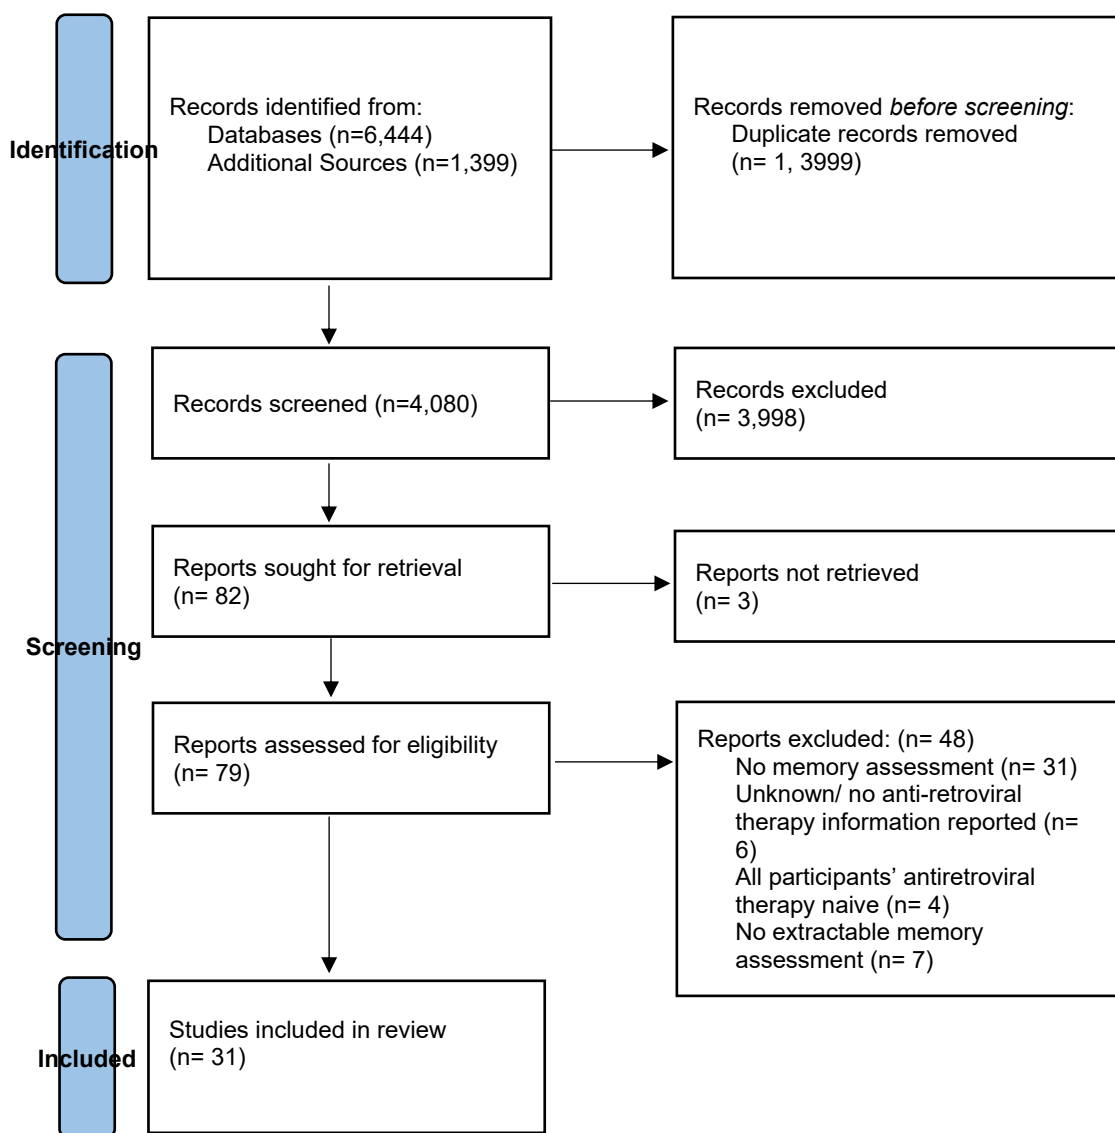 Identification
Records identified from:
Databases (n=6,444)
Additional Sources (n=1,399)
Records removed before screening:
Duplicate records removed
(n= 1, 3999)
Screening
Records screened (n=4,080)
Records excluded
(n= 3,998)
Reports sought for retrieval
(n= 82)
Reports not retrieved
(n= 3)
Reports assessed for eligibility
(n= 79)
Reports excluded: (n= 48)
No memory assessment (n= 31)
Unknown/ no anti-retroviral
therapy information reported (n=
6)
All participants’ antiretroviral
therapy naive (n= 4)
No extractable memory
assessment (n= 7)
Included
Studies included in review
(n= 31)